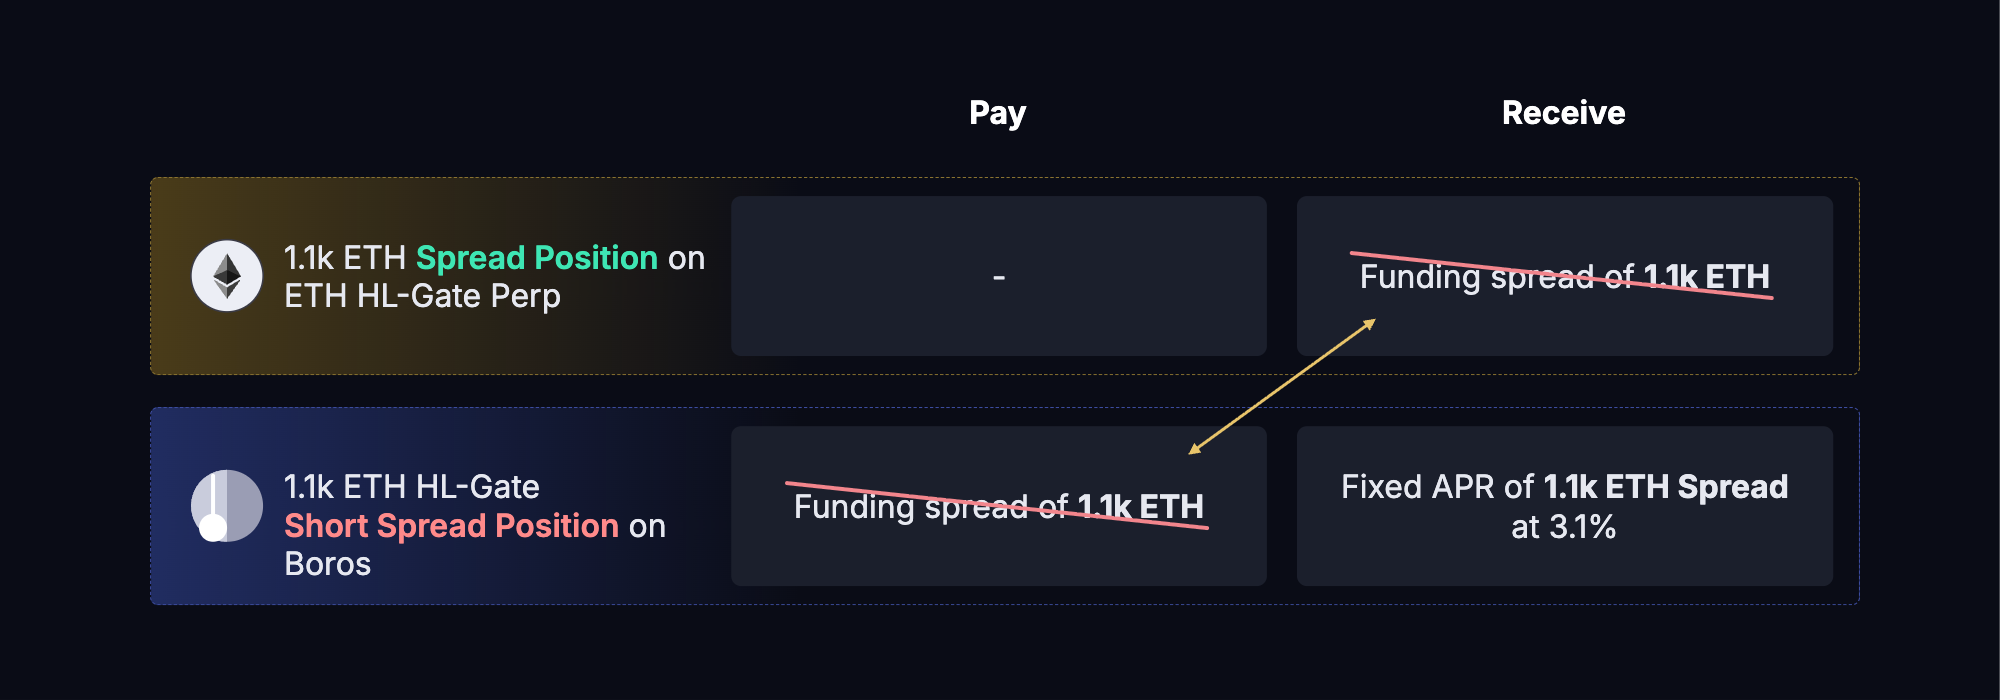 Pay
Receive
1.1k ETH Spread Position on
ETH HL-Gate Perp
-
Funding spread of 1.1k ETH
1.1k ETH HL-Gate
Short Spread Position on
Boros
Funding spread of 1.1k ETH
Fixed APR of 1.1k ETH Spread
at 3.1%